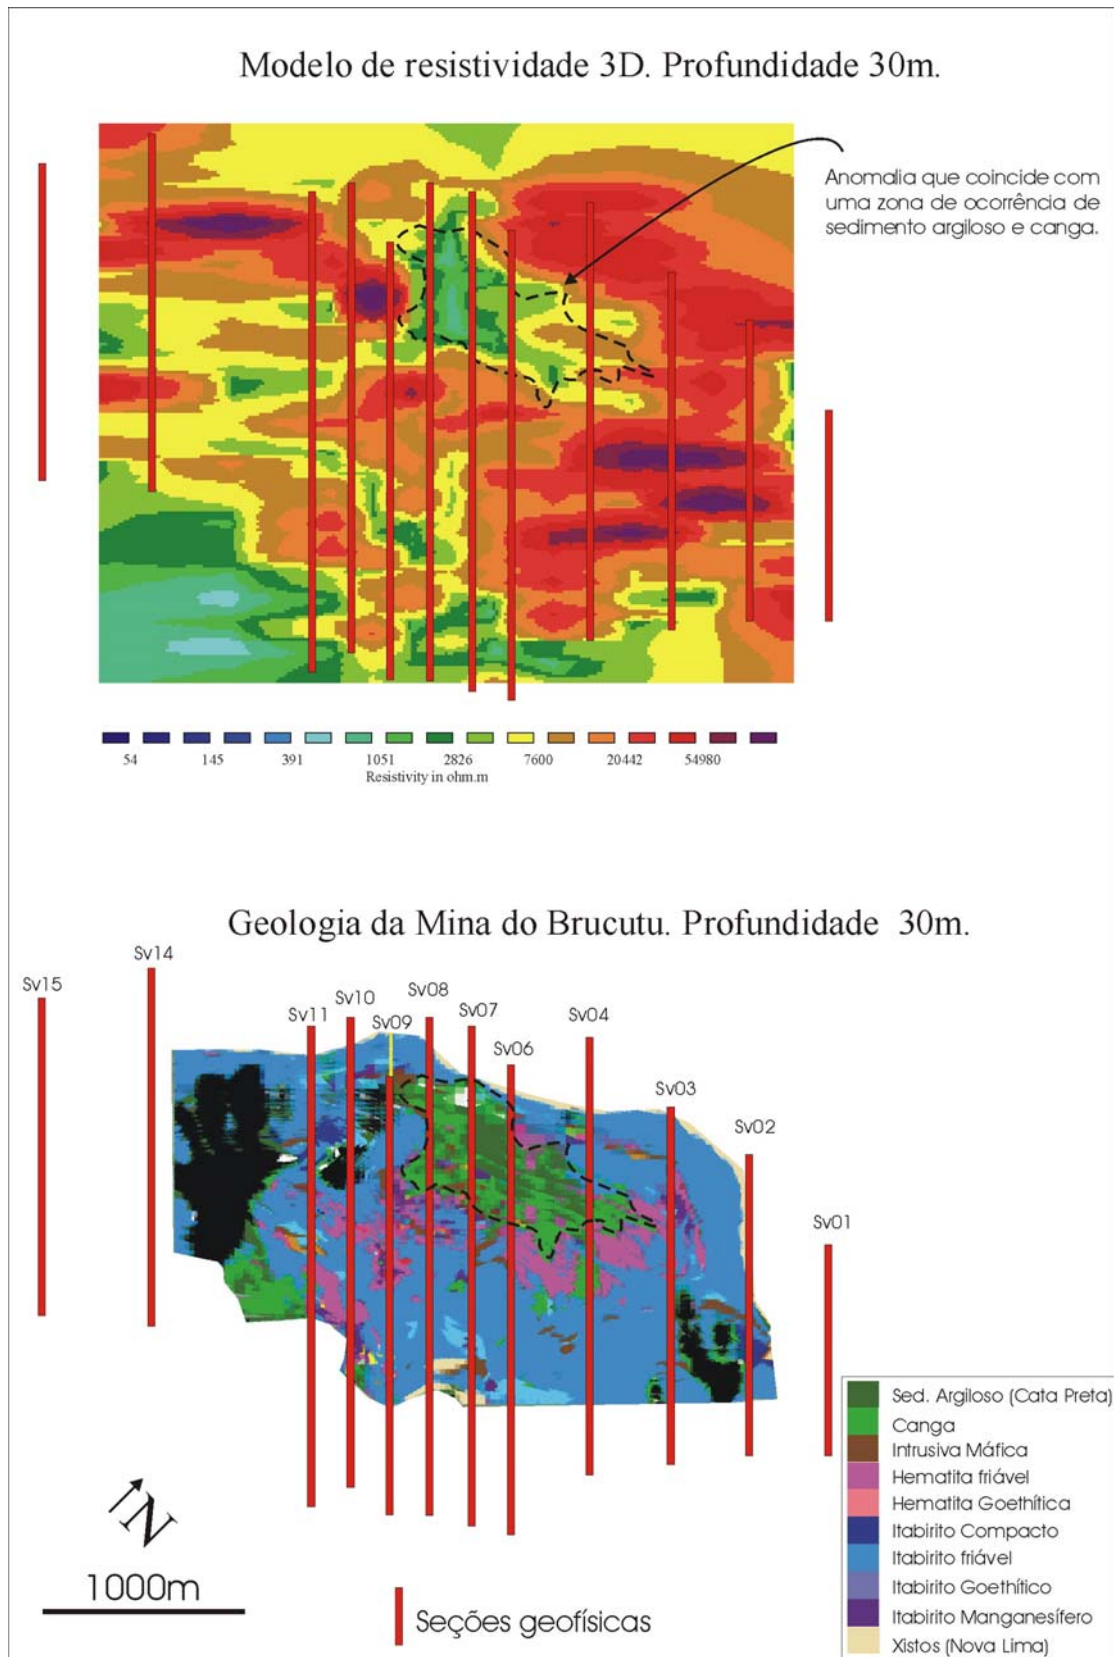 Modelo de resistividade 3D. Profundidade 30m.
Anomalia que coincide com
uma zona de ocorrência de
sedimento argiloso e canga.
54 145 391 1051 2826 7600 20442 54980
Resistivity in ohm.m
Geologia da Mina do Brucutu. Profundidade 30m.
Sv15
Sv14
Sv11
Sv10
Sv09
Sv08
Sv07
Sv06
Sv04
Sv03
Sv02
Sv01
Sed. Argiloso (Cata Preta)
Canga
Intrusiva Máfica
Hematita friável
Hematita Goethítica
Itabirito Compacto
Itabirito friável
Itabirito Goethítico
Itabirito Manganesífero
Xistos (Nova Lima)
N
1000m
Seções geofísicas